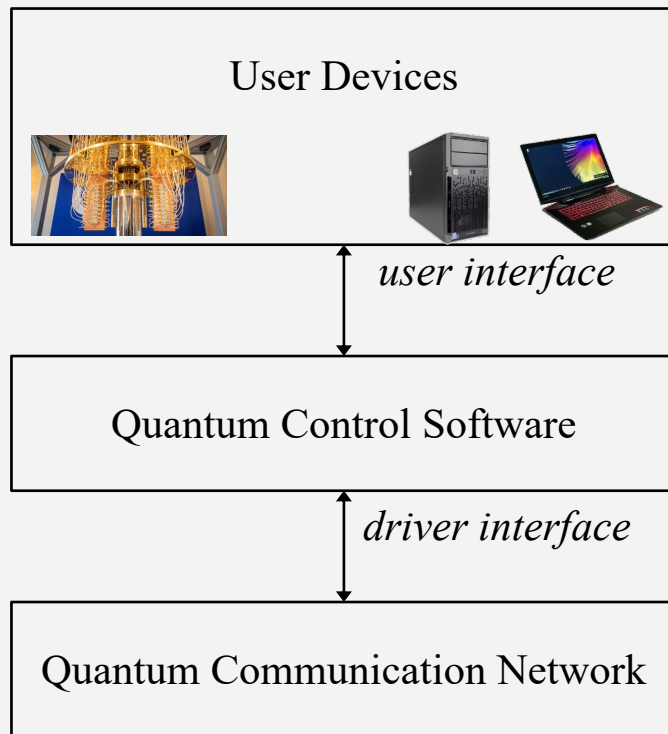 User Devices
user interface
Quantum Control Software
driver interface
Quantum Communication Network